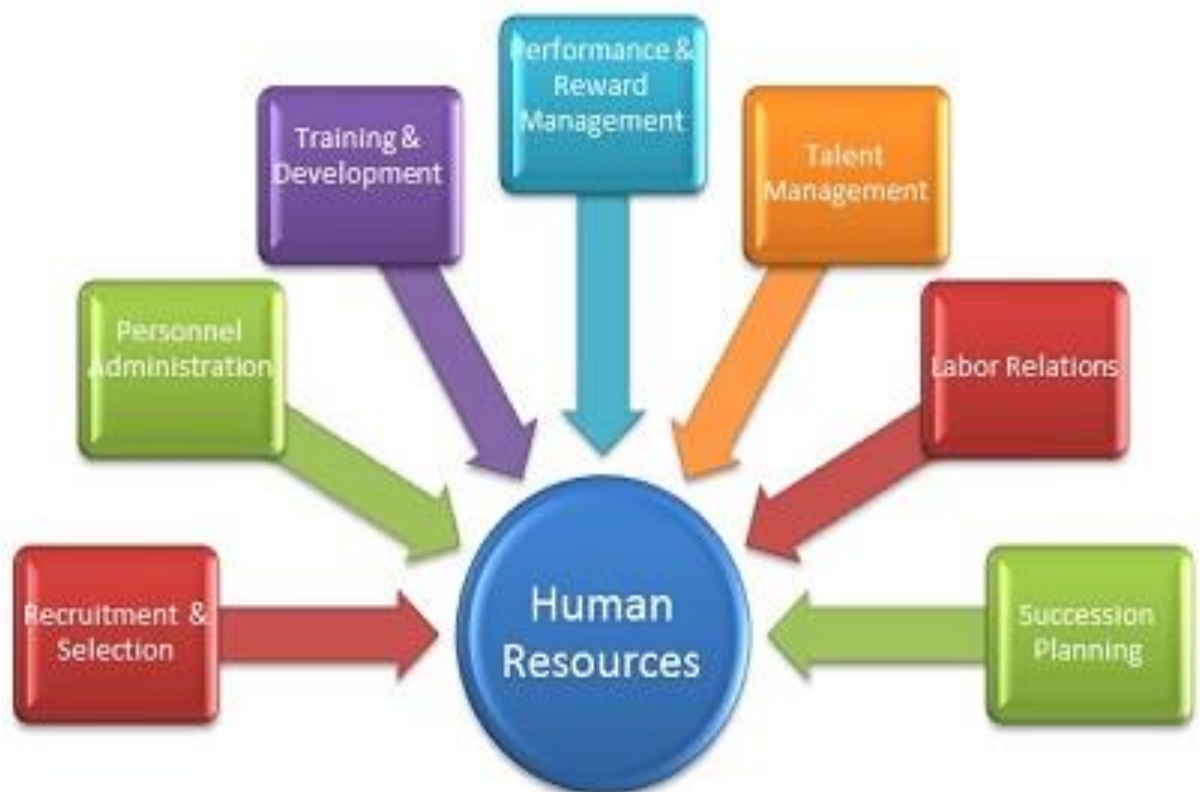 Performance &
Reward
Management
Training &
Development
Talent
Management
Personnel
Administration
Labor Relations
Recruitment &
Selection
Human
Resources
Succession
Planning